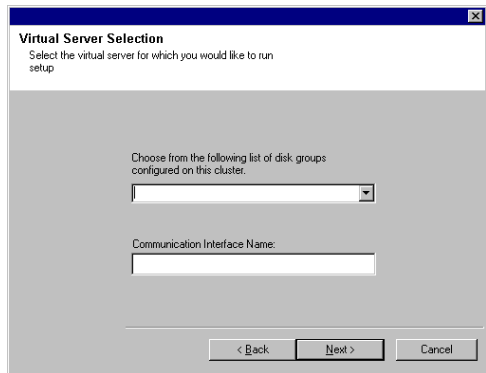 Virtual Server Selection
Select the virtual server for which you would like to run
setup
Choose from the following list of disk groups
configured on this cluster.
Communication Interface Name:
< Back
Next >
Cancel